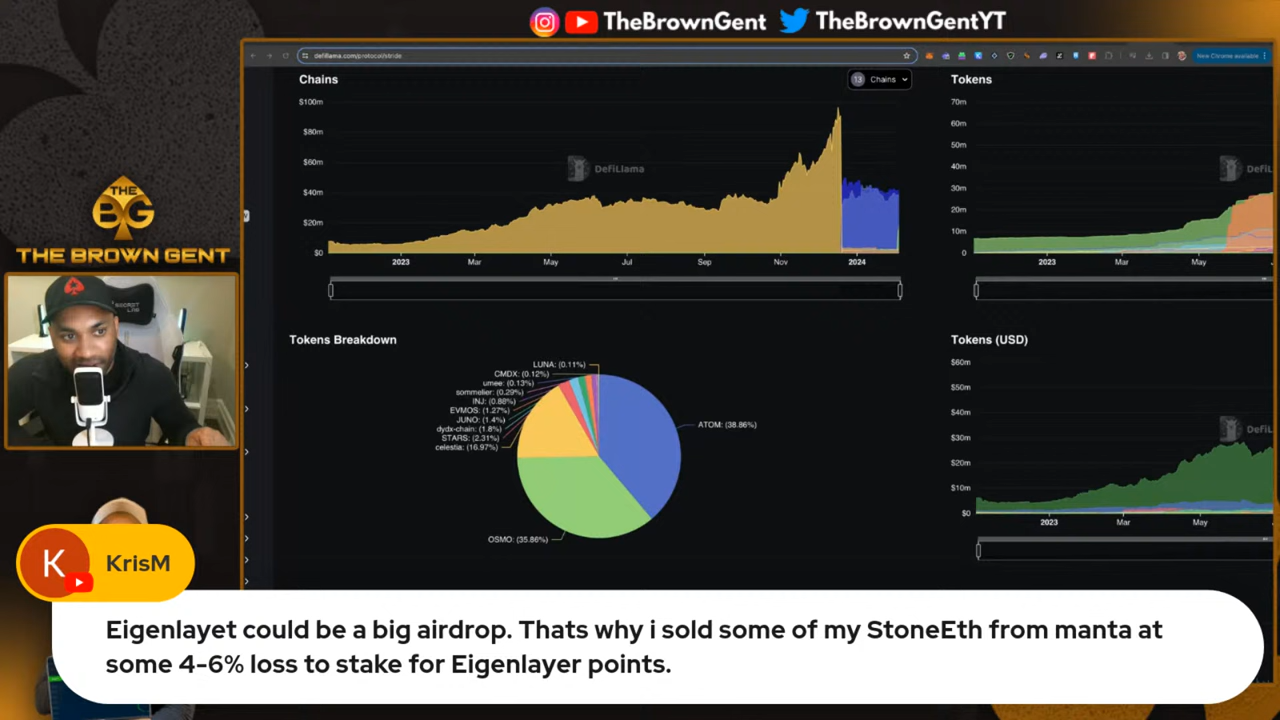 TheBrownGent TheBrownGentYT
defillama.com/protocol/stride
New Chrome available
Chains
13 Chains
Tokens
$100m
$80m
$60m
$40m
$20m
$0
DefiLlama
2023 Mar May Jul Sep Nov 2024
70m
60m
50m
40m
30m
20m
10m
0
DefiLl
2023 Mar May
THE
BG
THE BROWN GENT
Tokens Breakdown
LUNA: (0.11%)
CMDX: (0.12%)
umee: (0.13%)
sommelier: (0.29%)
INJ: (0.88%)
EVMOS: (1.27%)
JUNO: (1.4%)
dydx-chain: (1.8%)
STARS: (2.31%)
celestia: (16.97%)
ATOM: (38.86%)
OSMO: (35.86%)
Tokens (USD)
$60m
$50m
$40m
$30m
$20m
$10m
$0
DefiLl
2023 Mar May
K KrisM
Eigenlayet could be a big airdrop. Thats why i sold some of my StoneEth from manta at
some 4-6% loss to stake for Eigenlayer points.